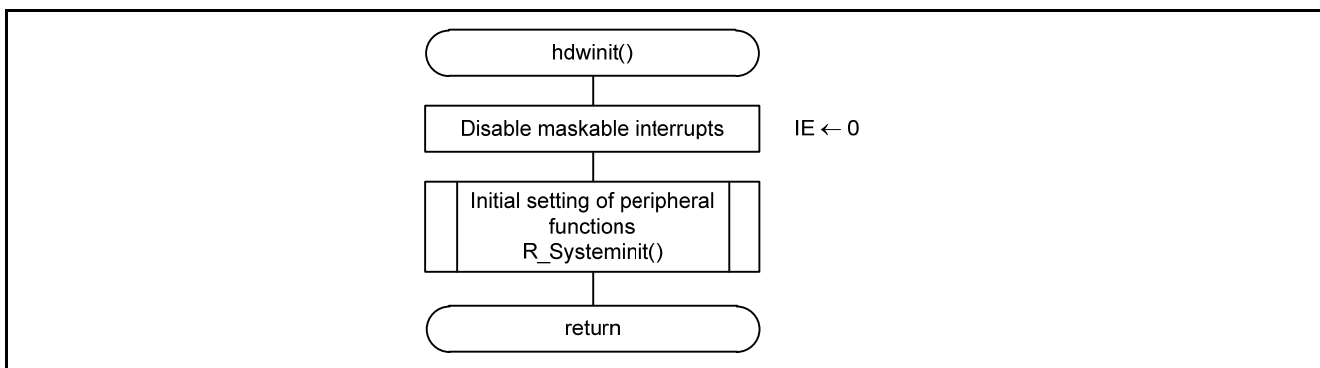 hdwinit()
Disable maskable interrupts
IE ← 0
Initial setting of peripheral
functions
R_Systeminit()
return